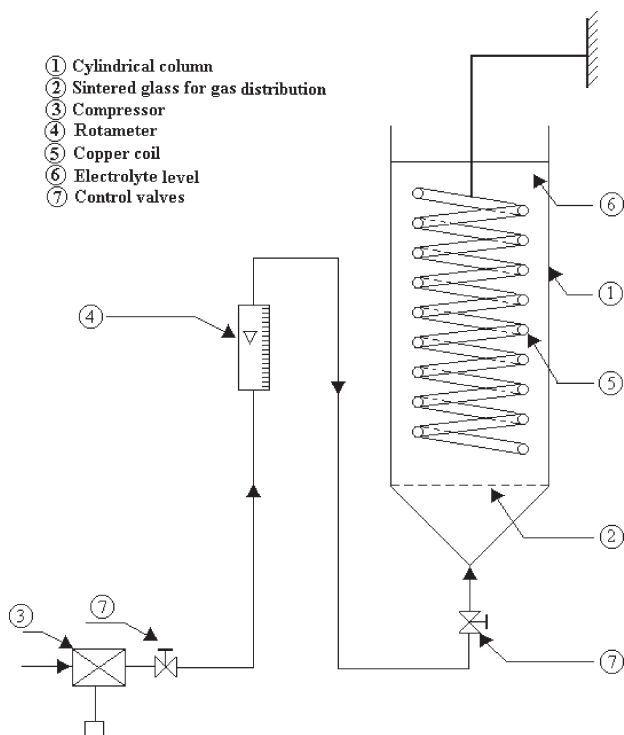 ① Cylindrical column
② Sintered glass for gas distribution
③ Compressor
④ Rotameter
⑤ Copper coil
⑥ Electrolyte level
⑦ Control valves
⑥
①
④
⑤
②
⑦
③
⑦